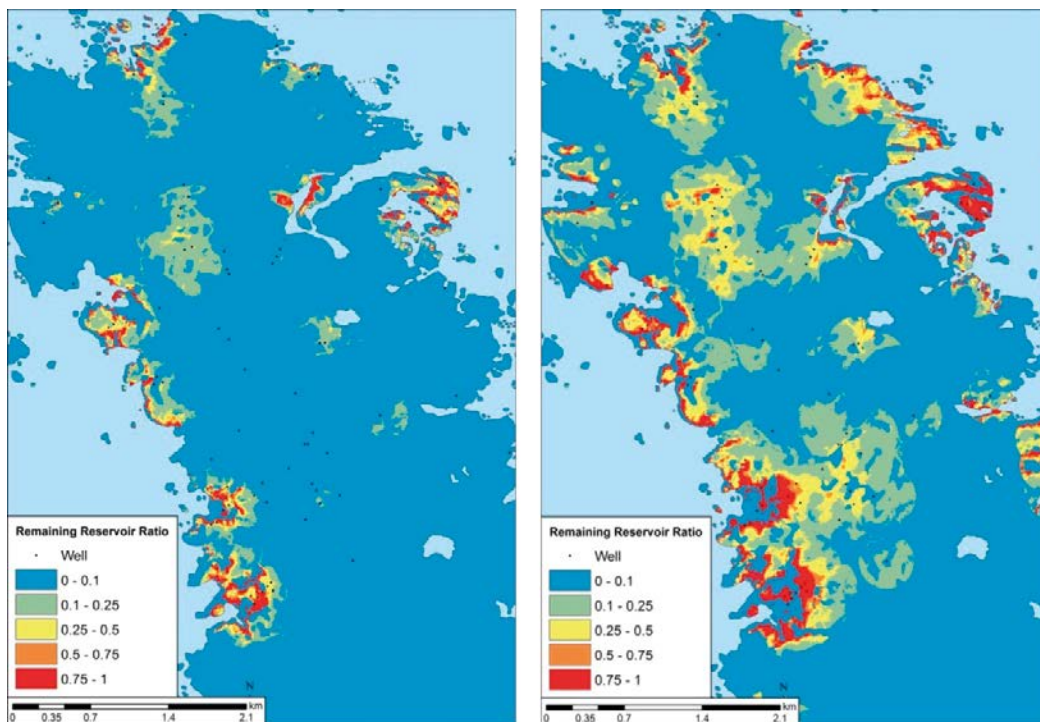 Remaining Reservoir Ratio
Well
0 - 0.1
0.1 - 0.25
0.25 - 0.5
0.5 - 0.75
0.75 - 1
N
km
0 0.35 0.7 1.4 2.1
Remaining Reservoir Ratio
Well
0 - 0.1
0.1 - 0.25
0.25 - 0.5
0.5 - 0.75
0.75 - 1
N
km
0 0.35 0.7 1.4 2.1